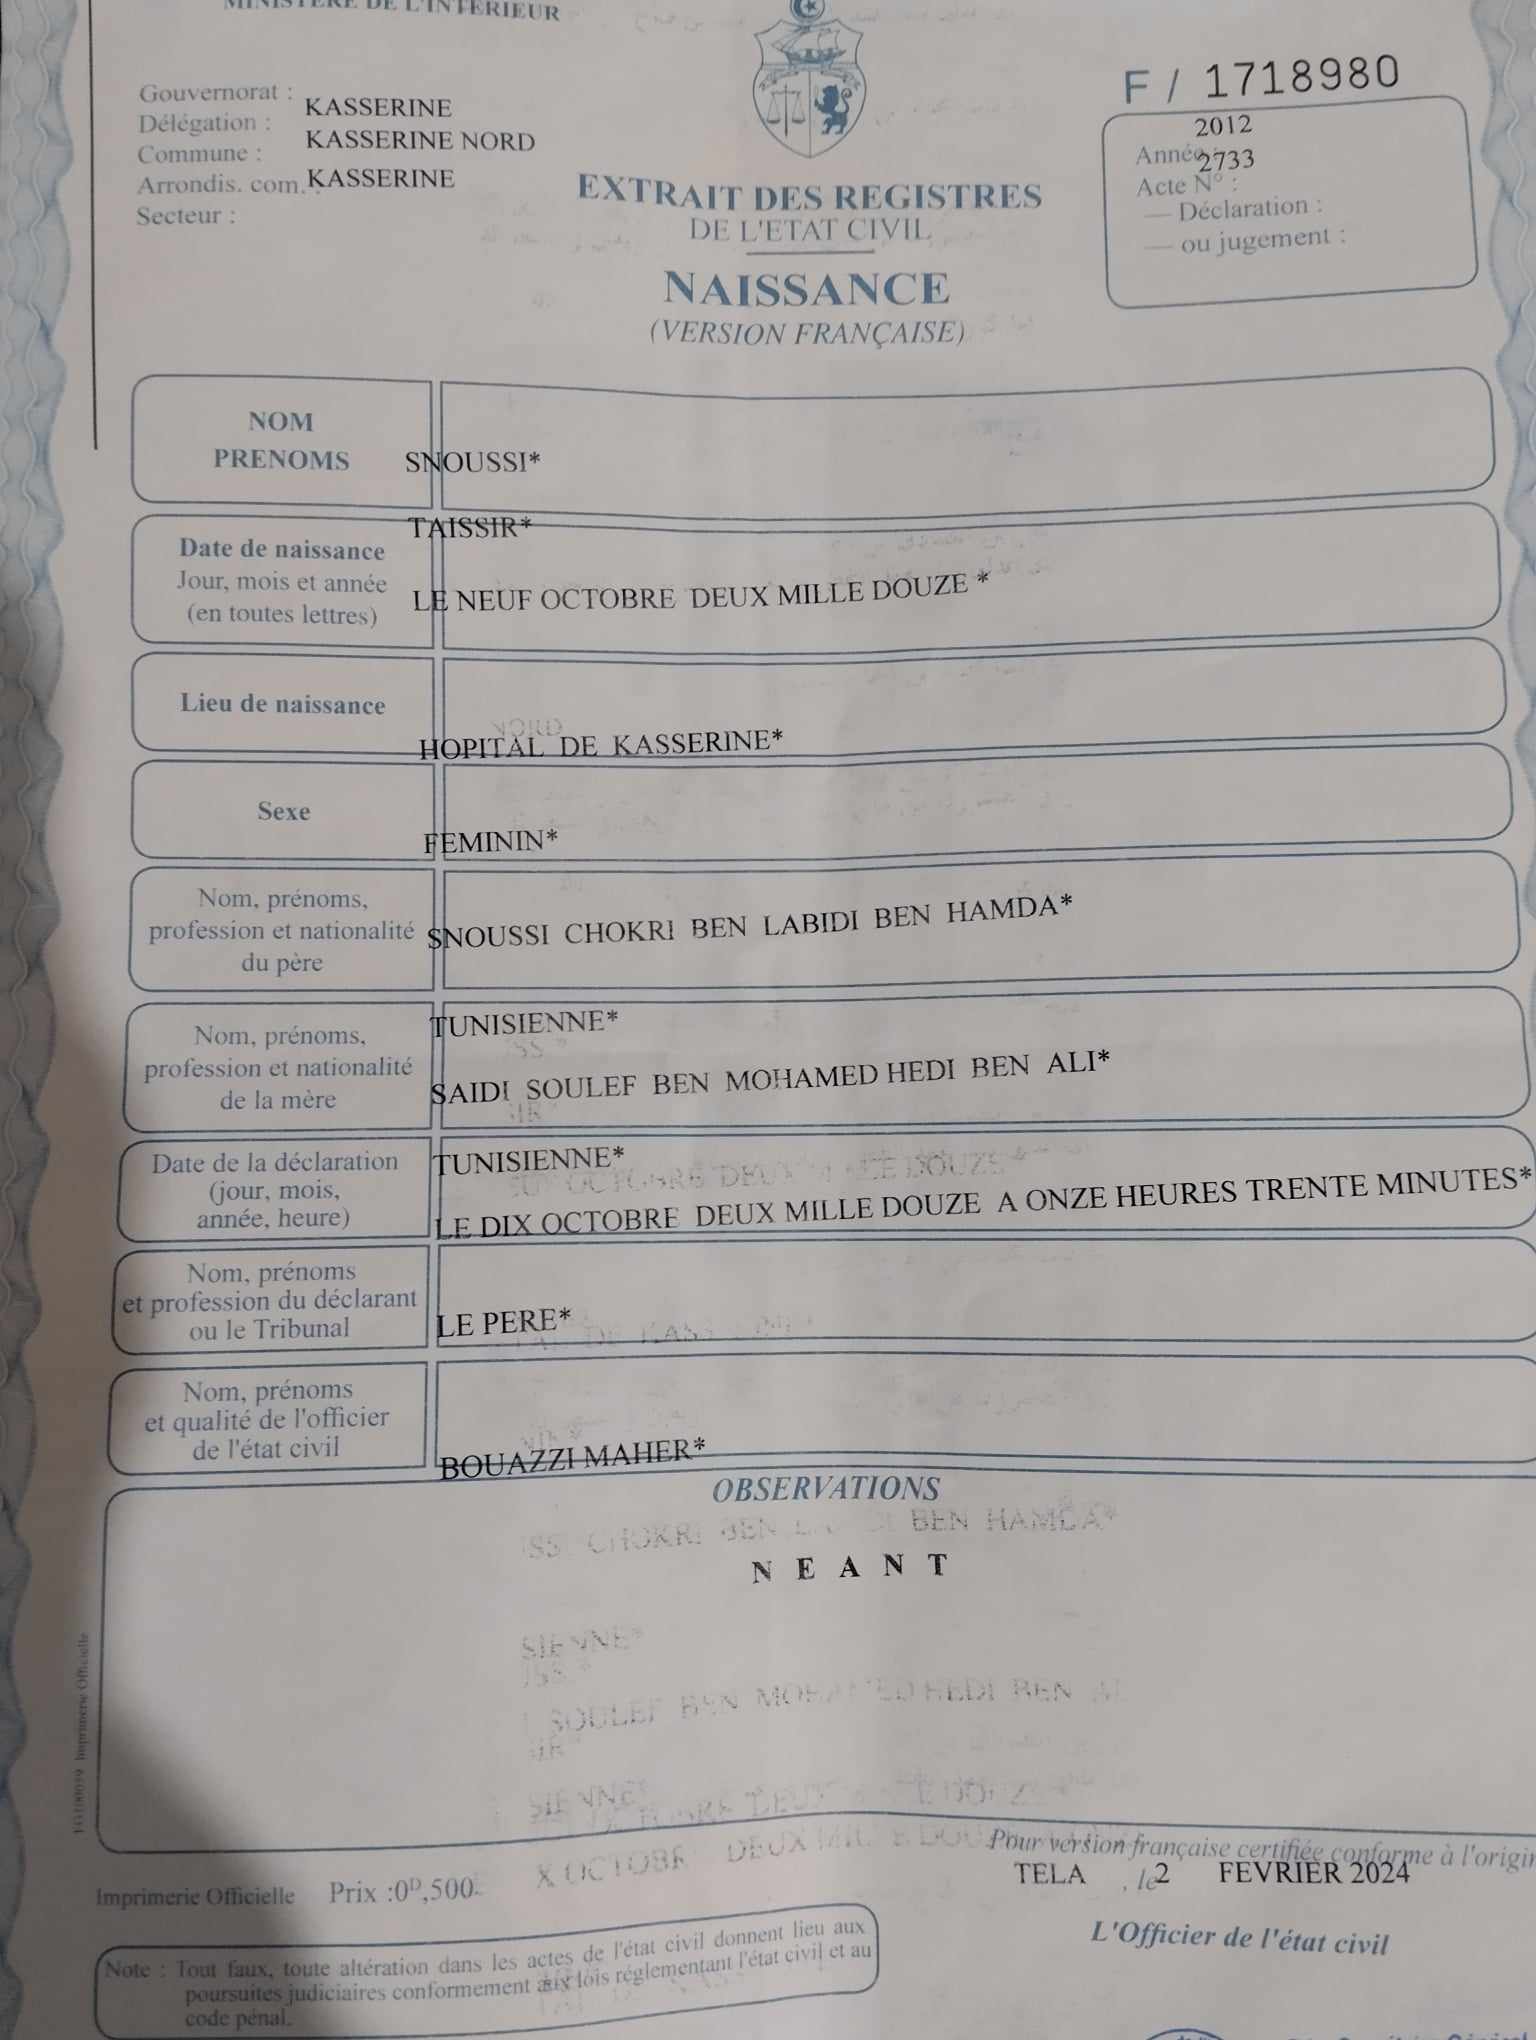 MINISTERE DE L'INTERIEUR
F / 1718980
Gouvernorat :
KASSERINE
Délégation :
KASSERINE NORD
Commune :
Arrondis. com. :
KASSERINE
Secteur :
2012
Année :
2733
Acte N° :
— Déclaration :
— ou jugement :
EXTRAIT DES REGISTRES
DE L'ETAT CIVIL
NAISSANCE
(VERSION FRANÇAISE)
NOM
PRENOMS
SNOUSSI*
TAISSIR*
Date de naissance
Jour, mois et année
(en toutes lettres)
LE NEUF OCTOBRE DEUX MILLE DOUZE *
Lieu de naissance
HOPITAL DE KASSERINE*
Sexe
FEMININ*
Nom, prénoms,
profession et nationalité
du père
SNOUSSI CHOKRI BEN LABIDI BEN HAMDA*
TUNISIENNE*
Nom, prénoms,
profession et nationalité
de la mère
SAIDI SOULEF BEN MOHAMED HEDI BEN ALI*
TUNISIENNE*
Date de la déclaration
(jour, mois,
année, heure)
LE DIX OCTOBRE DEUX MILLE DOUZE A ONZE HEURES TRENTE MINUTES*
Nom, prénoms
et profession du déclarant
ou le Tribunal
LE PERE*
Nom, prénoms
et qualité de l'officier
de l'état civil
BOUAZZI MAHER*
OBSERVATIONS
N E A N T
Imprimerie Officielle
Pour version française certifiée conforme à l'origin
TELA , le 2 FEVRIER 2024
Imprimerie Officielle Prix :0D,500
L'Officier de l'état civil
Note : Tout faux, toute altération dans les actes de l'état civil donnent lieu aux
poursuites judiciaires conformement aux lois réglementant l'état civil et au
code pénal.